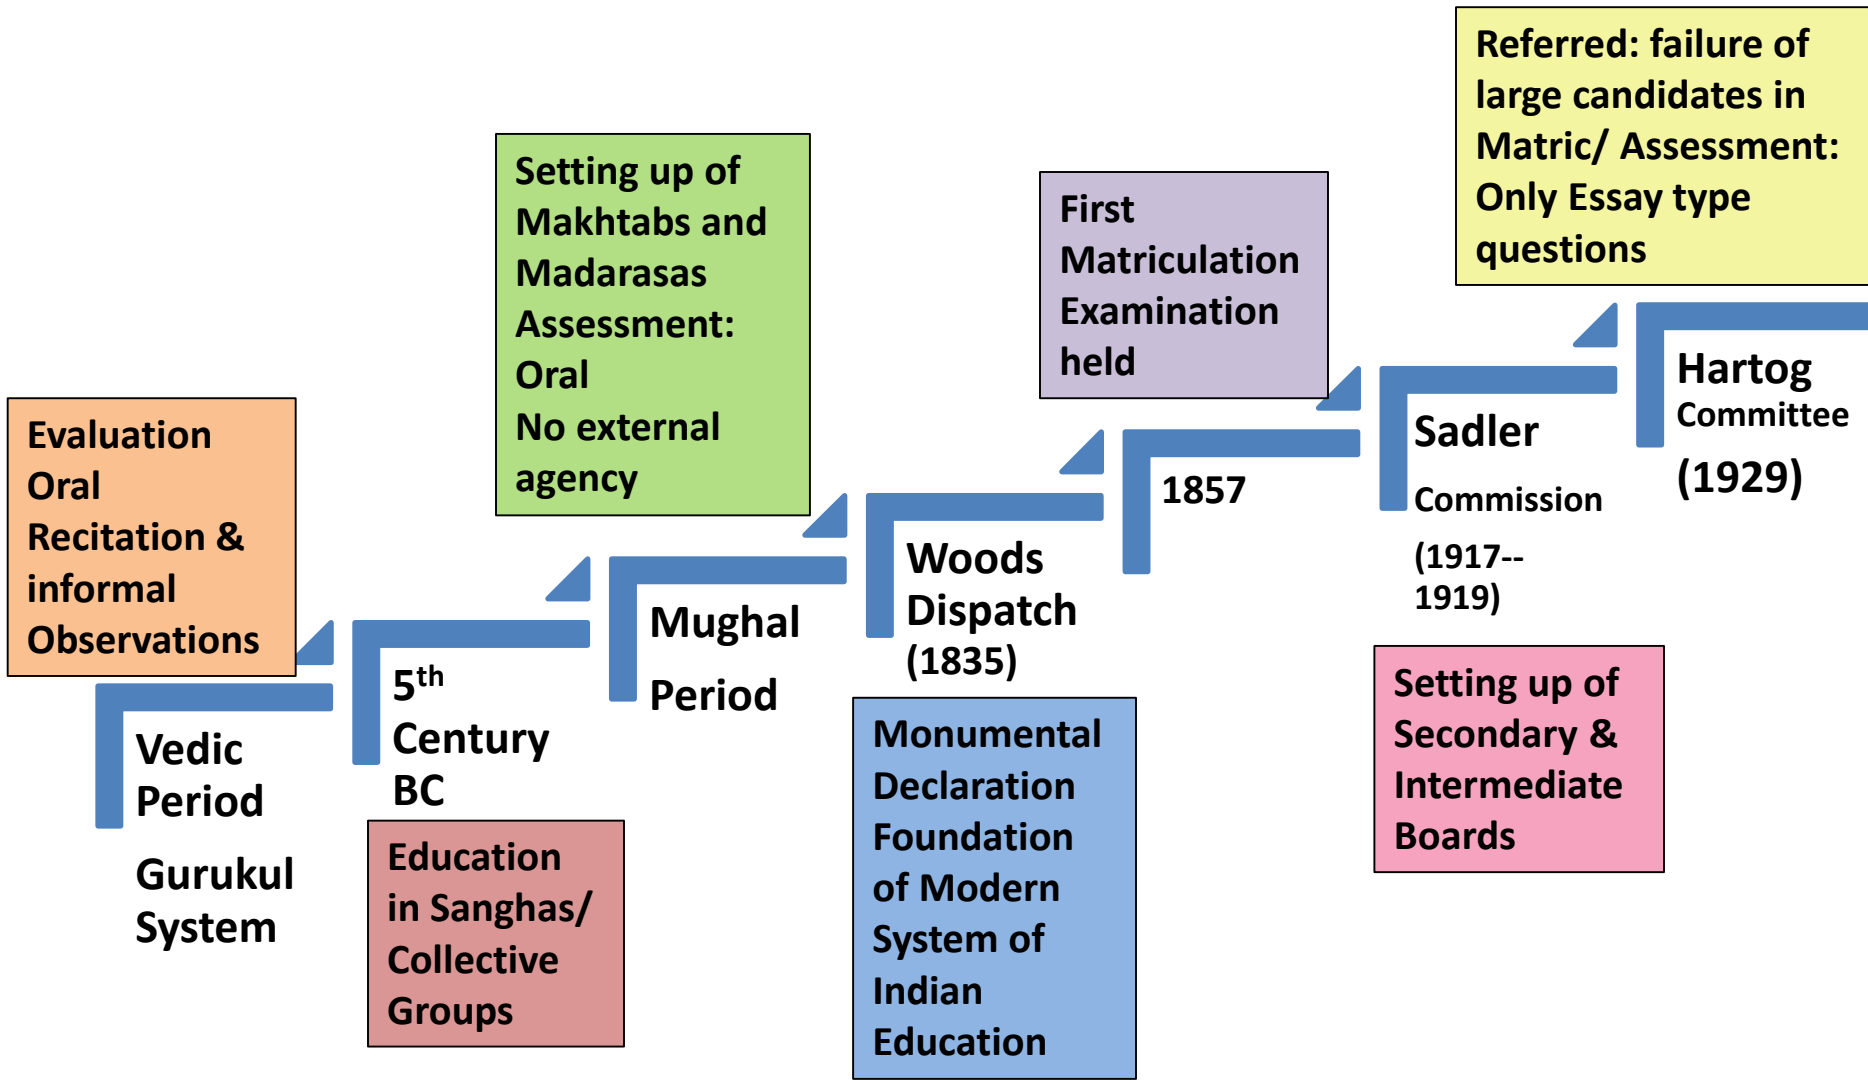 Evaluation
Oral
Recitation &
informal
Observations
Vedic
Period
Gurukul
System
5th
Century
BC
Education
in Sanghas/
Collective
Groups
Setting up of
Makhtabs and
Madarasas
Assessment:
Oral
No external
agency
Mughal
Period
Woods
Dispatch
(1835)
Monumental
Declaration
Foundation
of Modern
System of
Indian
Education
First
Matriculation
Examination
held
1857
Sadler
Commission
(1917--
1919)
Setting up of
Secondary &
Intermediate
Boards
Referred: failure of
large candidates in
Matric/ Assessment:
Only Essay type
questions
Hartog
Committee
(1929)